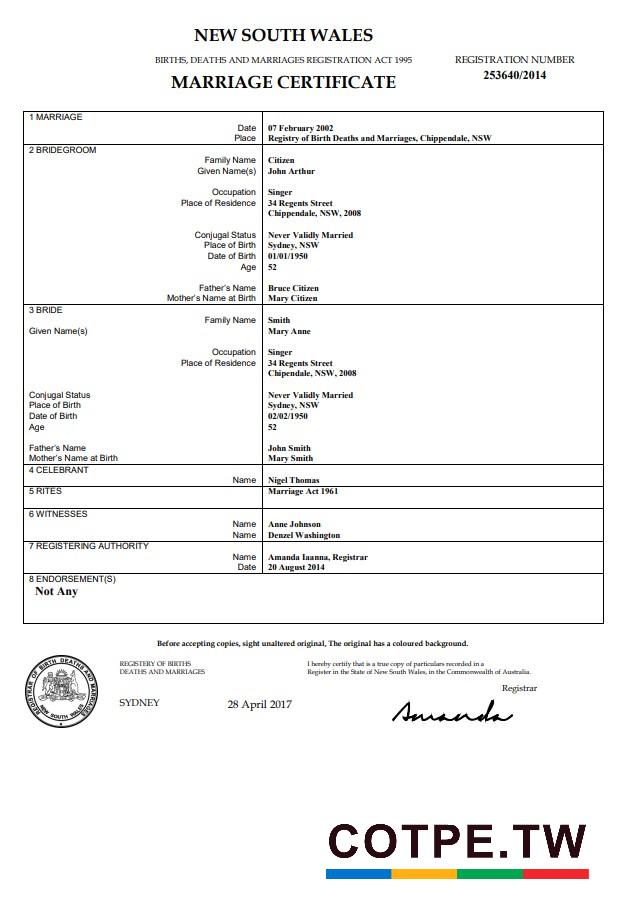 NEW SOUTH WALES
BIRTHS, DEATHS AND MARRIAGES REGISTRATION ACT 1995
REGISTRATION NUMBER
MARRIAGE CERTIFICATE
253640/2014
1 MARRIAGE
Date 07 February 2002
Place Registry of Birth Deaths and Marriages, Chippendale, NSW
2 BRIDEGROOM
Family Name Citizen
Given Name(s) John Arthur
Occupation Singer
Place of Residence 34 Regents Street
Chippendale, NSW, 2008
Conjugal Status Never Validly Married
Place of Birth Sydney, NSW
Date of Birth 01/01/1950
Age 52
Father's Name Bruce Citizen
Mother's Name at Birth Mary Citizen
3 BRIDE
Family Name Smith
Given Name(s) Mary Anne
Occupation Singer
Place of Residence 34 Regents Street
Chipendale, NSW, 2008
Conjugal Status Never Validly Married
Place of Birth Sydney, NSW
Date of Birth 02/02/1950
Age 52
Father's Name John Smith
Mother's Name at Birth Mary Smith
4 CELEBRANT
Name Nigel Thomas
5 RITES Marriage Act 1961
6 WITNESSES
Name Anne Johnson
Name Denzel Washington
7 REGISTERING AUTHORITY
Name Amanda Iaanna, Registrar
Date 20 August 2014
8 ENDORSEMENT(S)
Not Any
Before accepting copies, sight unaltered original, The original has a coloured background.
REGISTRAR OF BIRTH DEATHS AND MARRIAGES
NEW SOUTH WALES
REGISTERY OF BIRTHS
DEATHS AND MARRIAGES
I hereby certify that is a true copy of particulars recorded in a
Register in the State of New South Wales, in the Commonwealth of Australia.
Registrar
SYDNEY
28 April 2017
Amanda
COTPE.TW